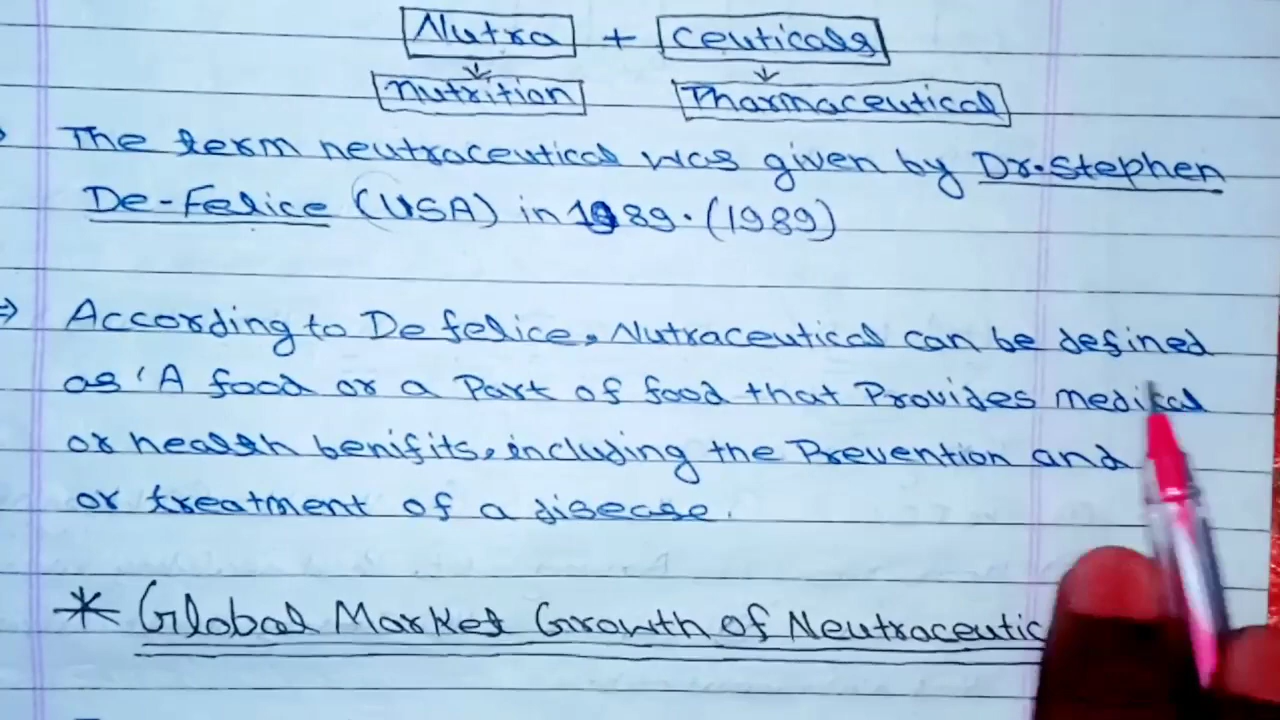 Nutra + ceuticals
Nutrition Pharmaceutical
The term neutraceutical was given by Dr. Stephen
De-Felice (USA) in 1989. (1989)
⇒ According to De felice, Nutraceutical can be defined
as 'A food or a Part of food that Provides medical
or health benifits, including the Prevention and
or treatment of a disease.
* Global Market Growth of Neutraceutic